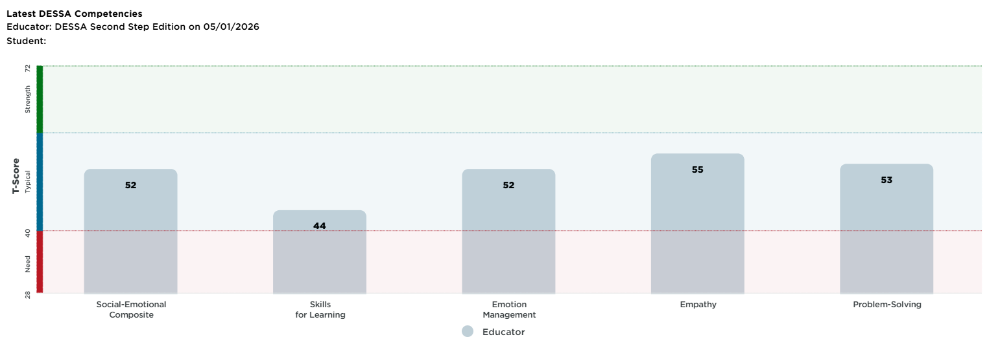 Latest DESSA Competencies
Educator: DESSA Second Step Edition on 05/01/2026
Student:
T-Score
72
Strength
Typical
40
Need
28
52
44
52
55
53
Social-Emotional
Composite
Skills
for Learning
Emotion
Management
Empathy
Problem-Solving
Educator